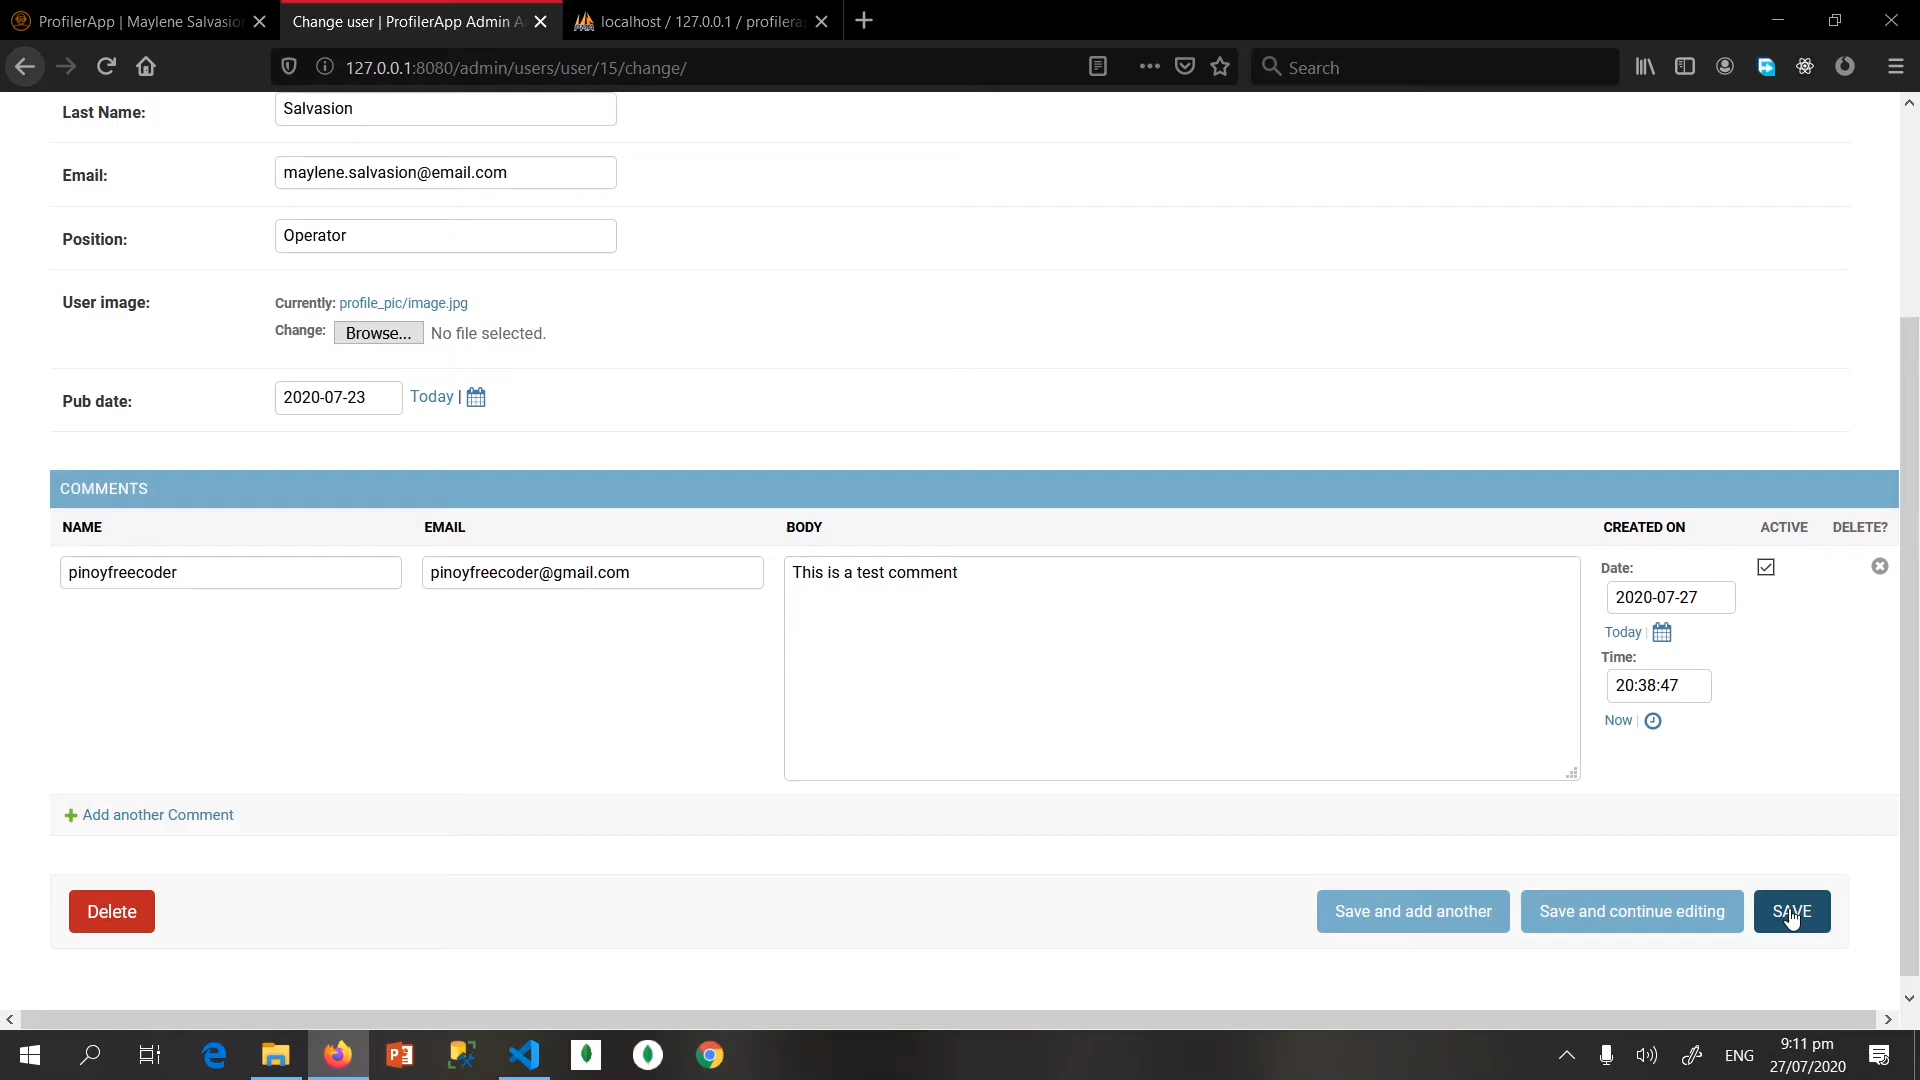 ProfilerApp | Maylene Salvasio
Change user | ProfilerApp Admin A
localhost / 127.0.0.1 / profilera
127.0.0.1:8080/admin/users/user/15/change/
Search
Last Name:
Salvasion
Email:
maylene.salvasion@email.com
Position:
Operator
User image:
Currently: profile_pic/image.jpg
Change: Browse... No file selected.
Pub date:
2020-07-23
Today |
COMMENTS
NAME EMAIL BODY CREATED ON ACTIVE DELETE?
pinoyfreecoder
pinoyfreecoder@gmail.com
This is a test comment
Date:
2020-07-27
Today |
Time:
20:38:47
Now |
Add another Comment
Delete
Save and add another
Save and continue editing
SAVE
ENG
9:11 pm
27/07/2020